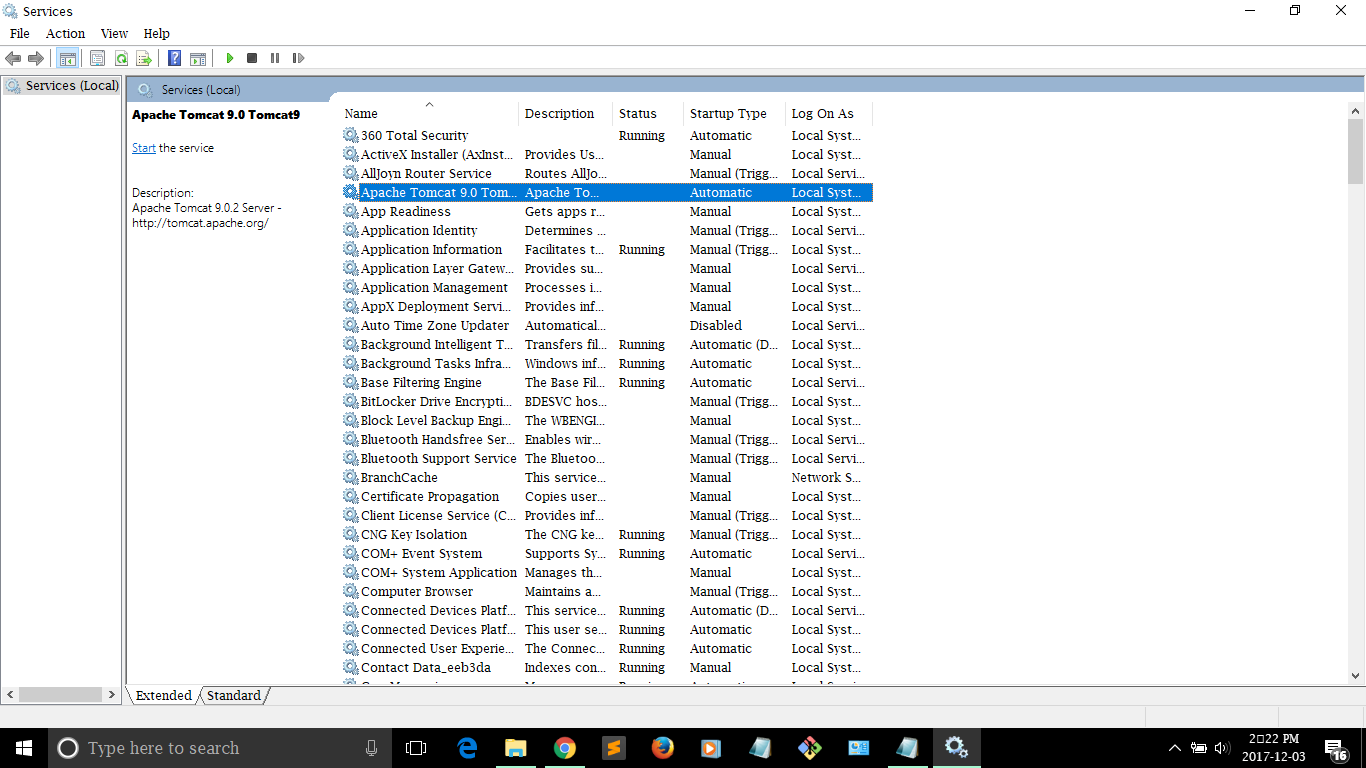 Services
File Action View Help
Services (Local)
Services (Local)
Apache Tomcat 9.0 Tomcat9
Start the service
Description:
Apache Tomcat 9.0.2 Server -
http://tomcat.apache.org/
Name Description Status Startup Type Log On As
360 Total Security Running Automatic Local Syst...
ActiveX Installer (AxInst... Provides Us... Manual Local Syst...
AllJoyn Router Service Routes AllJo... Manual (Trigg... Local Servi...
Apache Tomcat 9.0 Tom... Apache To... Automatic Local Syst...
App Readiness Gets apps r... Manual Local Syst...
Application Identity Determines ... Manual (Trigg... Local Servi...
Application Information Facilitates t... Running Manual (Trigg... Local Syst...
Application Layer Gatew... Provides su... Manual Local Servi...
Application Management Processes i... Manual Local Syst...
AppX Deployment Servi... Provides inf... Manual Local Syst...
Auto Time Zone Updater Automatical... Disabled Local Servi...
Background Intelligent T... Transfers fil... Running Automatic (D... Local Syst...
Background Tasks Infra... Windows inf... Running Automatic Local Syst...
Base Filtering Engine The Base Fil... Running Automatic Local Servi...
BitLocker Drive Encrypti... BDESVC hos... Manual (Trigg... Local Syst...
Block Level Backup Engi... The WBENGI... Manual Local Syst...
Bluetooth Handsfree Ser... Enables wir... Manual (Trigg... Local Servi...
Bluetooth Support Service The Bluetoo... Manual (Trigg... Local Servi...
BranchCache This service... Manual Network S...
Certificate Propagation Copies user... Manual Local Syst...
Client License Service (C... Provides inf... Manual (Trigg... Local Syst...
CNG Key Isolation The CNG ke... Running Manual (Trigg... Local Syst...
COM+ Event System Supports Sy... Running Automatic Local Servi...
COM+ System Application Manages th... Manual Local Syst...
Computer Browser Maintains a... Manual (Trigg... Local Syst...
Connected Devices Platf... This service... Running Automatic (D... Local Servi...
Connected Devices Platf... This user se... Running Automatic Local Syst...
Connected User Experie... The Connec... Running Automatic Local Syst...
Contact Data_eeb3da Indexes con... Running Manual Local Syst...
Extended Standard
Type here to search
2▯22 PM
2017-12-03
16